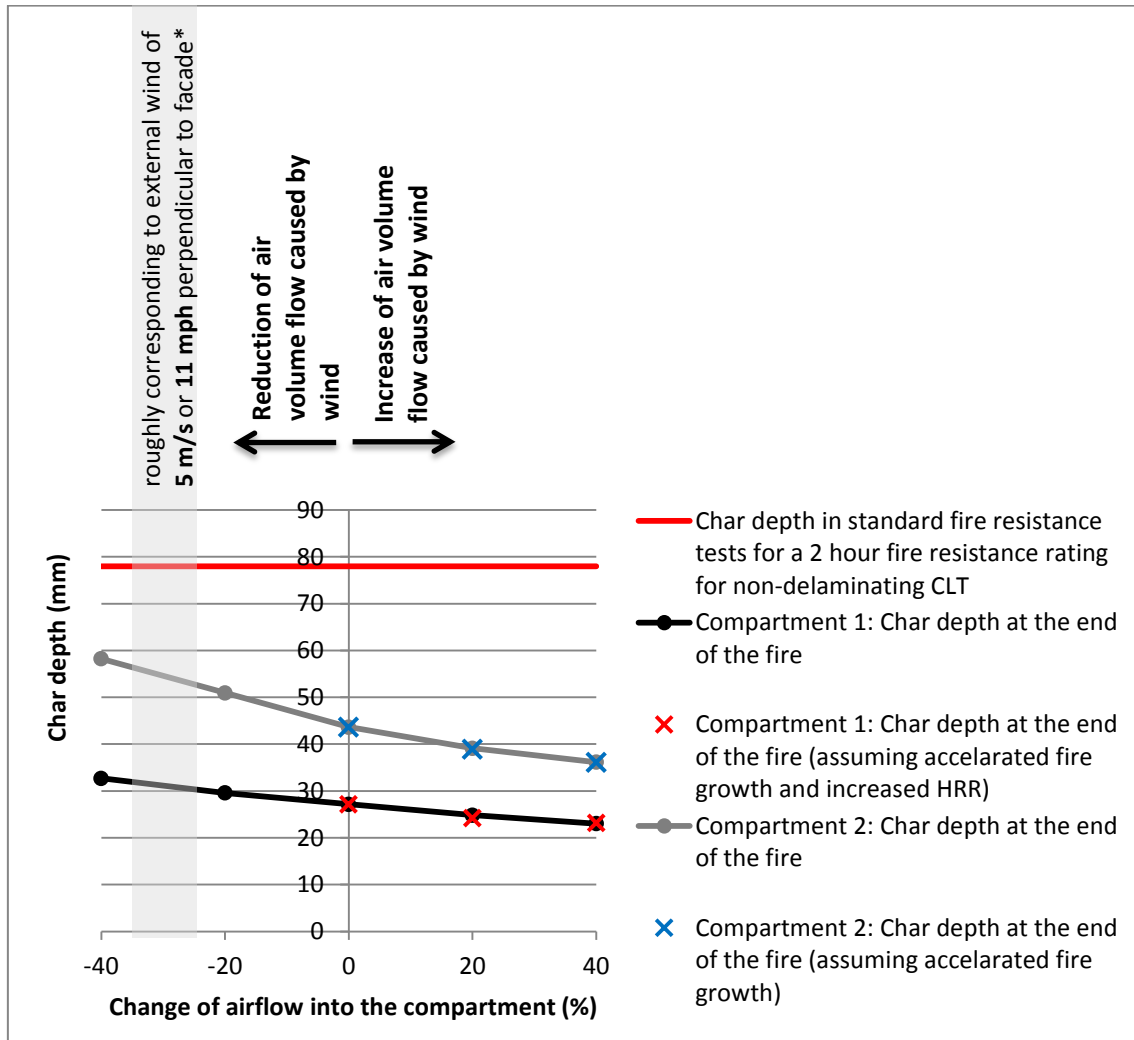 roughly corresponding to external wind of
5 m/s or 11 mph perpendicular to facade*
Reduction of air
volume flow caused by
wind
Increase of air volume
flow caused by wind
Char depth (mm)
90
80
70
60
50
40
30
20
10
0
-40
-20
0
20
40
Change of airflow into the compartment (%)
Char depth in standard fire resistance
tests for a 2 hour fire resistance rating
for non-delaminating CLT
Compartment 1: Char depth at the end
of the fire
Compartment 1: Char depth at the end
of the fire (assuming accelarated fire
growth and increased HRR)
Compartment 2: Char depth at the end
of the fire
Compartment 2: Char depth at the end
of the fire (assuming accelarated fire
growth)